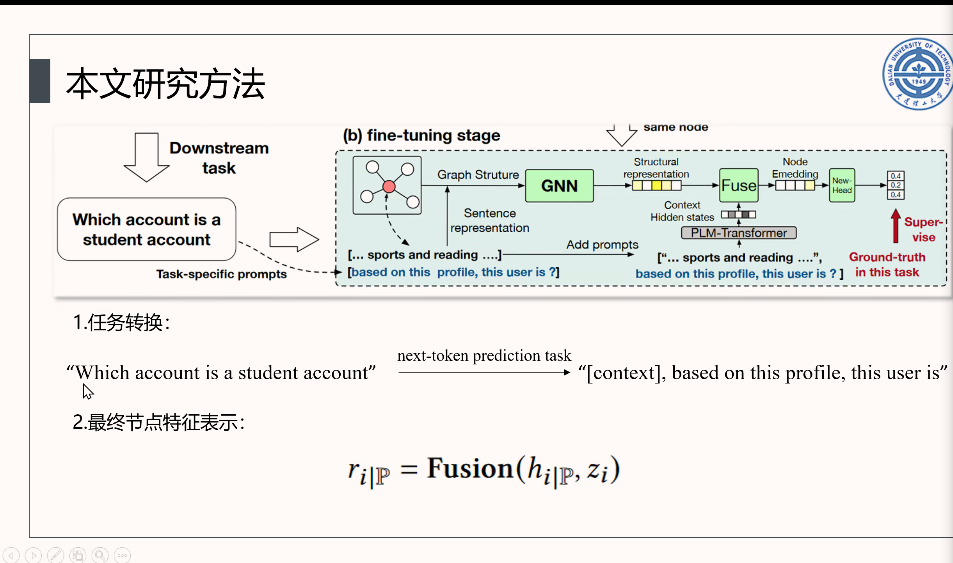 本文研究方法
DALIAN UNIVERSITY OF TECHNOLOGY
1949
大连理工大学
same node
(b) fine-tuning stage
Downstream
task
Which account is a
student account
Task-specific prompts
Graph Struture
Sentence
representation
GNN
Structural
representation
Fuse
Node
Emedding
New-
Head
0.4
0.2
0.4
Context
Hidden states
PLM-Transformer
Super-
vise
Ground-truth
in this task
Add prompts
[... sports and reading ....]
[based on this profile, this user is ?]
[“... sports and reading ....”,
based on this profile, this user is ? ]
1.任务转换：
“Which account is a student account”
next-token prediction task
“[context], based on this profile, this user is”
2.最终节点特征表示：
r_{i|ℙ} = Fusion(h_{i|ℙ}, z_i)